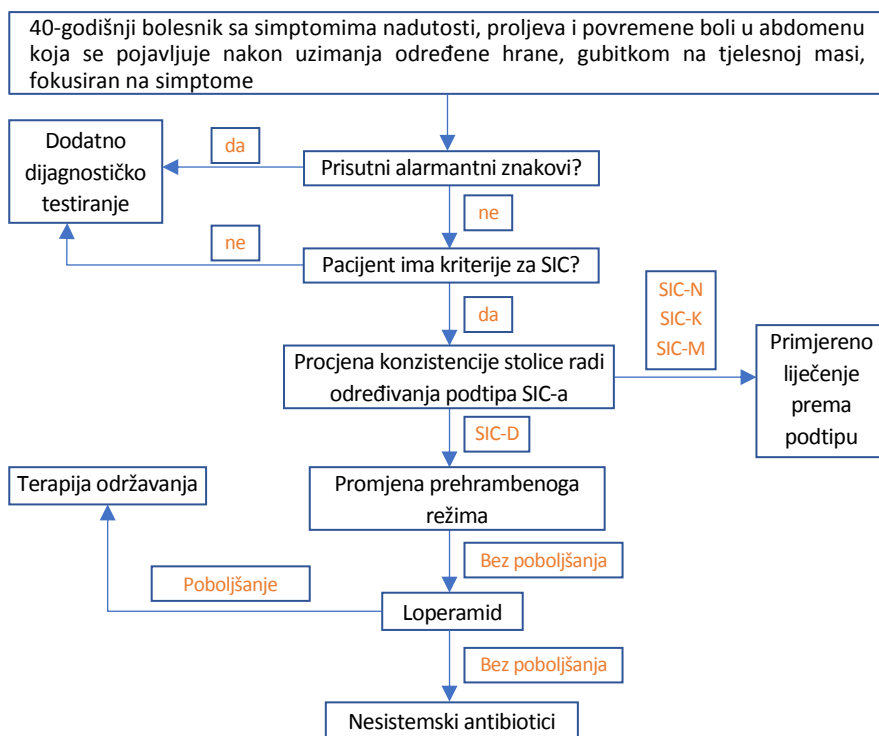 40-godišnji bolesnik sa simptomima nadutosti, proljeva i povremene boli u abdomenu
koja se pojavljuje nakon uzimanja određene hrane, gubitkom na tjelesnoj masi,
fokusiran na simptome
Dodatno
dijagnostičko
testiranje
da
Prisutni alarmantni znakovi?
ne
ne
Pacijent ima kriterije za SIC?
da
SIC-N
SIC-K
SIC-M
Procjena konzistencije stolice radi
određivanja podtipa SIC-a
Primjereno
liječenje
prema
podtipu
SIC-D
Terapija održavanja
Promjena prehrambenoga
režima
Bez poboljšanja
Poboljšanje
Loperamid
Bez poboljšanja
Nesistemski antibiotici